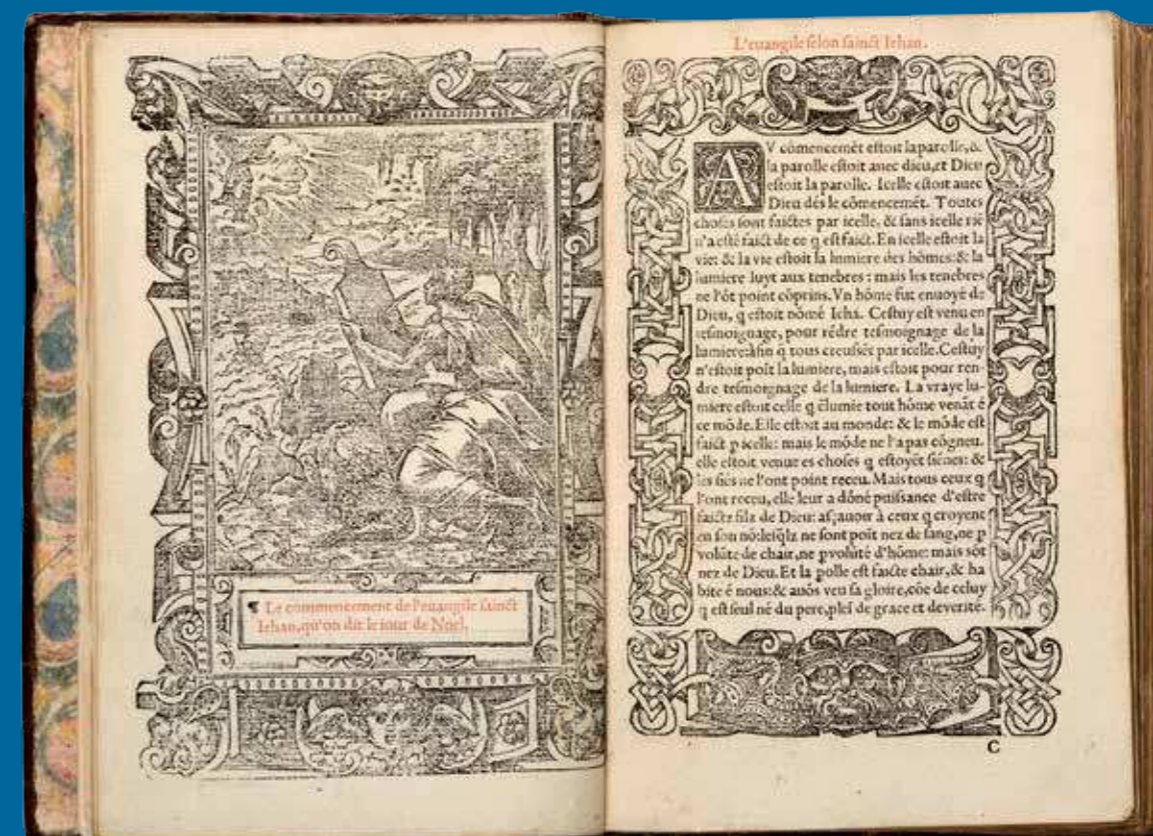 ¶ Le commencement de l'euangile sainct
Iehan, qu'on dit le iour de Noel.
L'euangile selon sainct Iehan.
AV cōmencemēt estoit la parolle, &
la parolle estoit auec dieu, et Dieu
estoit la parolle. Icelle estoit auec
Dieu dés le cōmencemēt. Toutes
choses sont faictes par icelle, & sans icelle riē
n'a esté faict de ce q̄ est faict. En icelle estoit la
vie: & la vie estoit la lumiere des hōmes: & la
lumiere luyt aux tenebres : mais les tenebres
ne l'ōt point cōprins. Vn hōme fut enuoyé de
Dieu, q estoit nōmé Iehā. Cestuy est venu en
tesmoignage, pour rēdre tesmoignage de la
lumiere: àfin q̄ tous creussēt par icelle. Cestuy
n'estoit poīt la lumiere, mais estoit pour ren-
dre tesmoignage de la lumiere. La vraye lu-
miere estoit celle q̄ ēlumie tout hōme venāt ē
ce mōde. Elle estoit au monde: & le mōde est
faict p icelle: mais le mōde ne l'a pas cōgneu.
elle estoit venue es choses q estoyēt siēnes: &
les siēs ne l'ont point receu. Mais tous ceux q
l'ont receu, elle leur a dōné puissance d'estre
faictz filz de Dieu: asçauoir à ceux q croyent
en son nō: lesq̄lz ne sont poīt nez de sang, ne p
volūte de chair, ne p volūté d'hōme: mais sōt
nez de Dieu. Et la polle est faicte chair, & ha
bite ē nous: & auōs veu sa gloire, cōe de celuy
q est seul né du pere, pleī de grace et de verité.
C